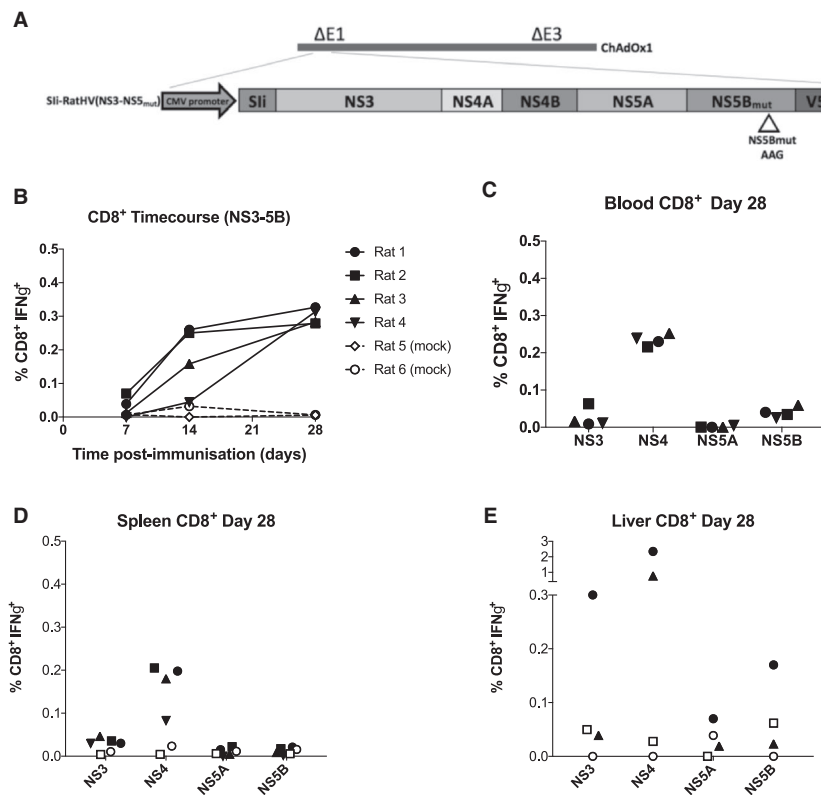 A
ΔE1 ΔE3
ChAdOx1
SIi-RatHV(NS3-NS5mut)
CMV promoter SIi NS3 NS4A NS4B NS5A NS5Bmut V5
NS5Bmut
AAG
B
CD8+ Timecourse (NS3-5B)
% CD8+ IFNg+
0.5
0.4
0.3
0.2
0.1
0.0
0 7 14 21 28
Time post-immunisation (days)
Rat 1
Rat 2
Rat 3
Rat 4
Rat 5 (mock)
Rat 6 (mock)
C
Blood CD8+ Day 28
% CD8+ IFNg+
0.5
0.4
0.3
0.2
0.1
0.0
NS3 NS4 NS5A NS5B
D
Spleen CD8+ Day 28
% CD8+ IFNg+
0.5
0.4
0.3
0.2
0.1
0.0
NS3 NS4 NS5A NS5B
E
Liver CD8+ Day 28
% CD8+ IFNg+
3
2
1
0.3
0.2
0.1
0.0
NS3 NS4 NS5A NS5B